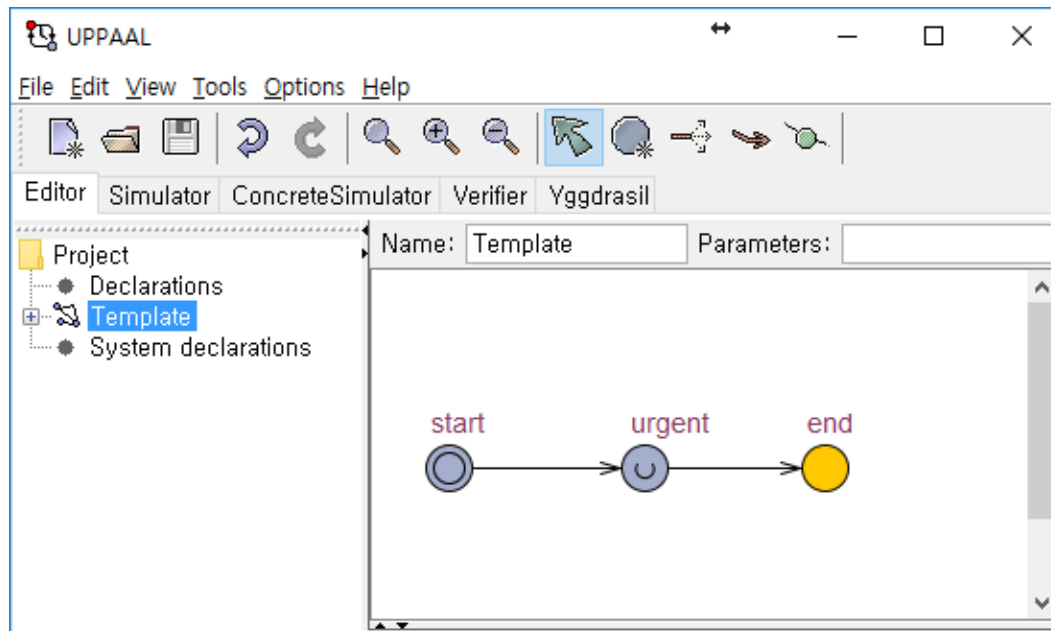 UPPAAL
File Edit View Tools Options Help
Editor Simulator ConcreteSimulator Verifier Yggdrasil
Project
Declarations
Template
System declarations
Name: Template Parameters:
start urgent end